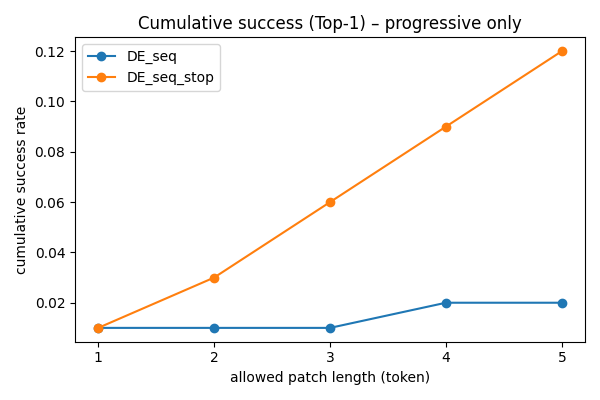 Cumulative success (Top-1) – progressive only
DE_seq
DE_seq_stop
cumulative success rate
0.12
0.10
0.08
0.06
0.04
0.02
1 2 3 4 5
allowed patch length (token)